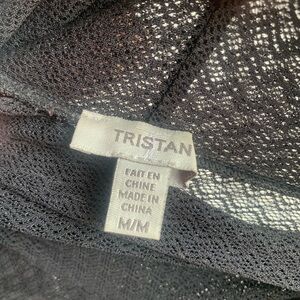 TRISTAN
FAIT EN
CHINE
MADE IN
CHINA
M/M